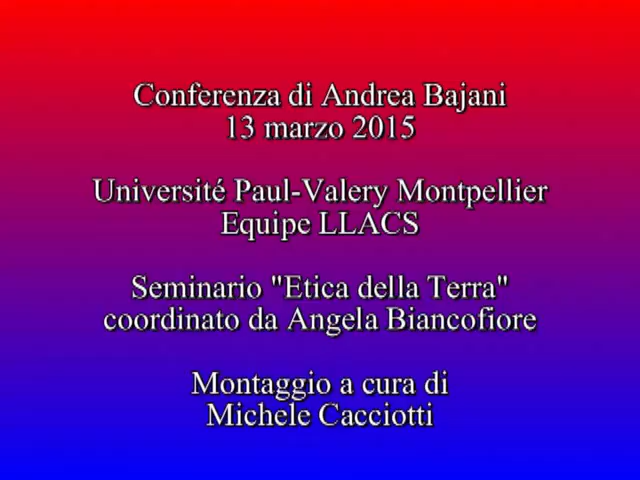 Conferenza di Andrea Bajani
13 marzo 2015
Université Paul-Valery Montpellier
Equipe LLACS
Seminario "Etica della Terra"
coordinato da Angela Biancofiore
Montaggio a cura di
Michele Cacciotti